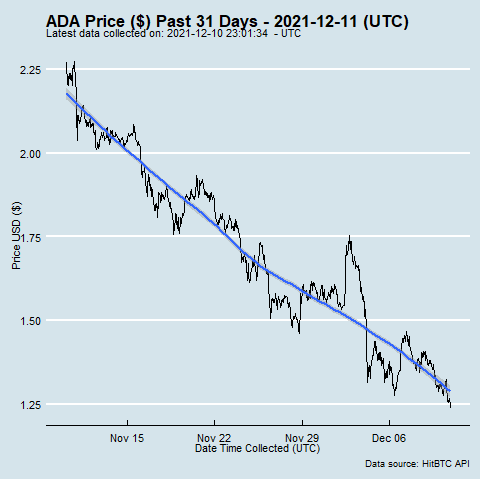 ADA Price ($) Past 31 Days - 2021-12-11 (UTC)
Latest data collected on: 2021-12-10 23:01:34 - UTC
2.25
2.00
1.75
1.50
1.25
Price USD ($)
Nov 15 Nov 22 Nov 29 Dec 06
Date Time Collected (UTC)
Data source: HitBTC API